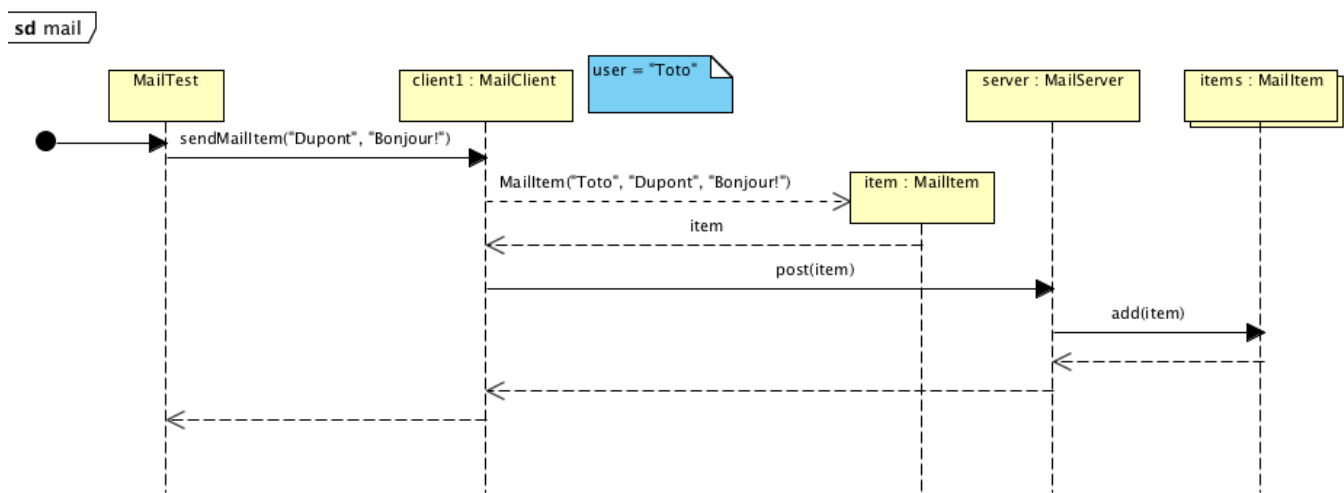 sd mail
MailTest
client1 : MailClient
user = "Toto"
server : MailServer
items : MailItem
sendMailItem("Dupont", "Bonjour!")
MailItem("Toto", "Dupont", "Bonjour!")
item : MailItem
item
post(item)
add(item)